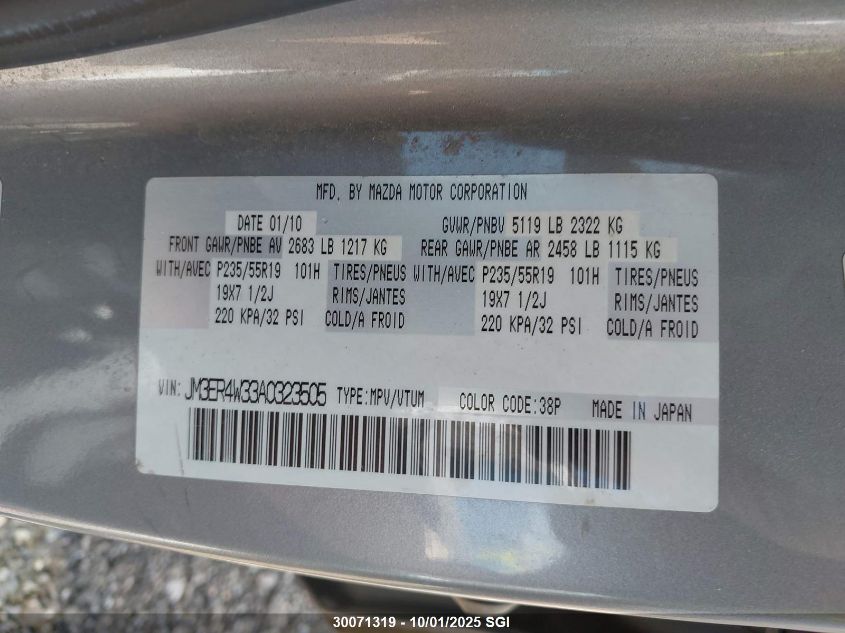 MFD. BY MAZDA MOTOR CORPORATION
DATE 01/10 GVWR/PNBV 5119 LB 2322 KG
FRONT GAWR/PNBE AV 2683 LB 1217 KG REAR GAWR/PNBE AR 2458 LB 1115 KG
WITH/AVEC P235/55R19 101H TIRES/PNEUS WITH/AVEC P235/55R19 101H TIRES/PNEUS
19X7 1/2J RIMS/JANTES 19X7 1/2J RIMS/JANTES
220 KPA/32 PSI COLD/A FROID 220 KPA/32 PSI COLD/A FROID
VIN: JM3ER4W33A0323505 TYPE:MPV/VTUM COLOR CODE:38P MADE IN JAPAN
30071319 - 10/01/2025 SGI